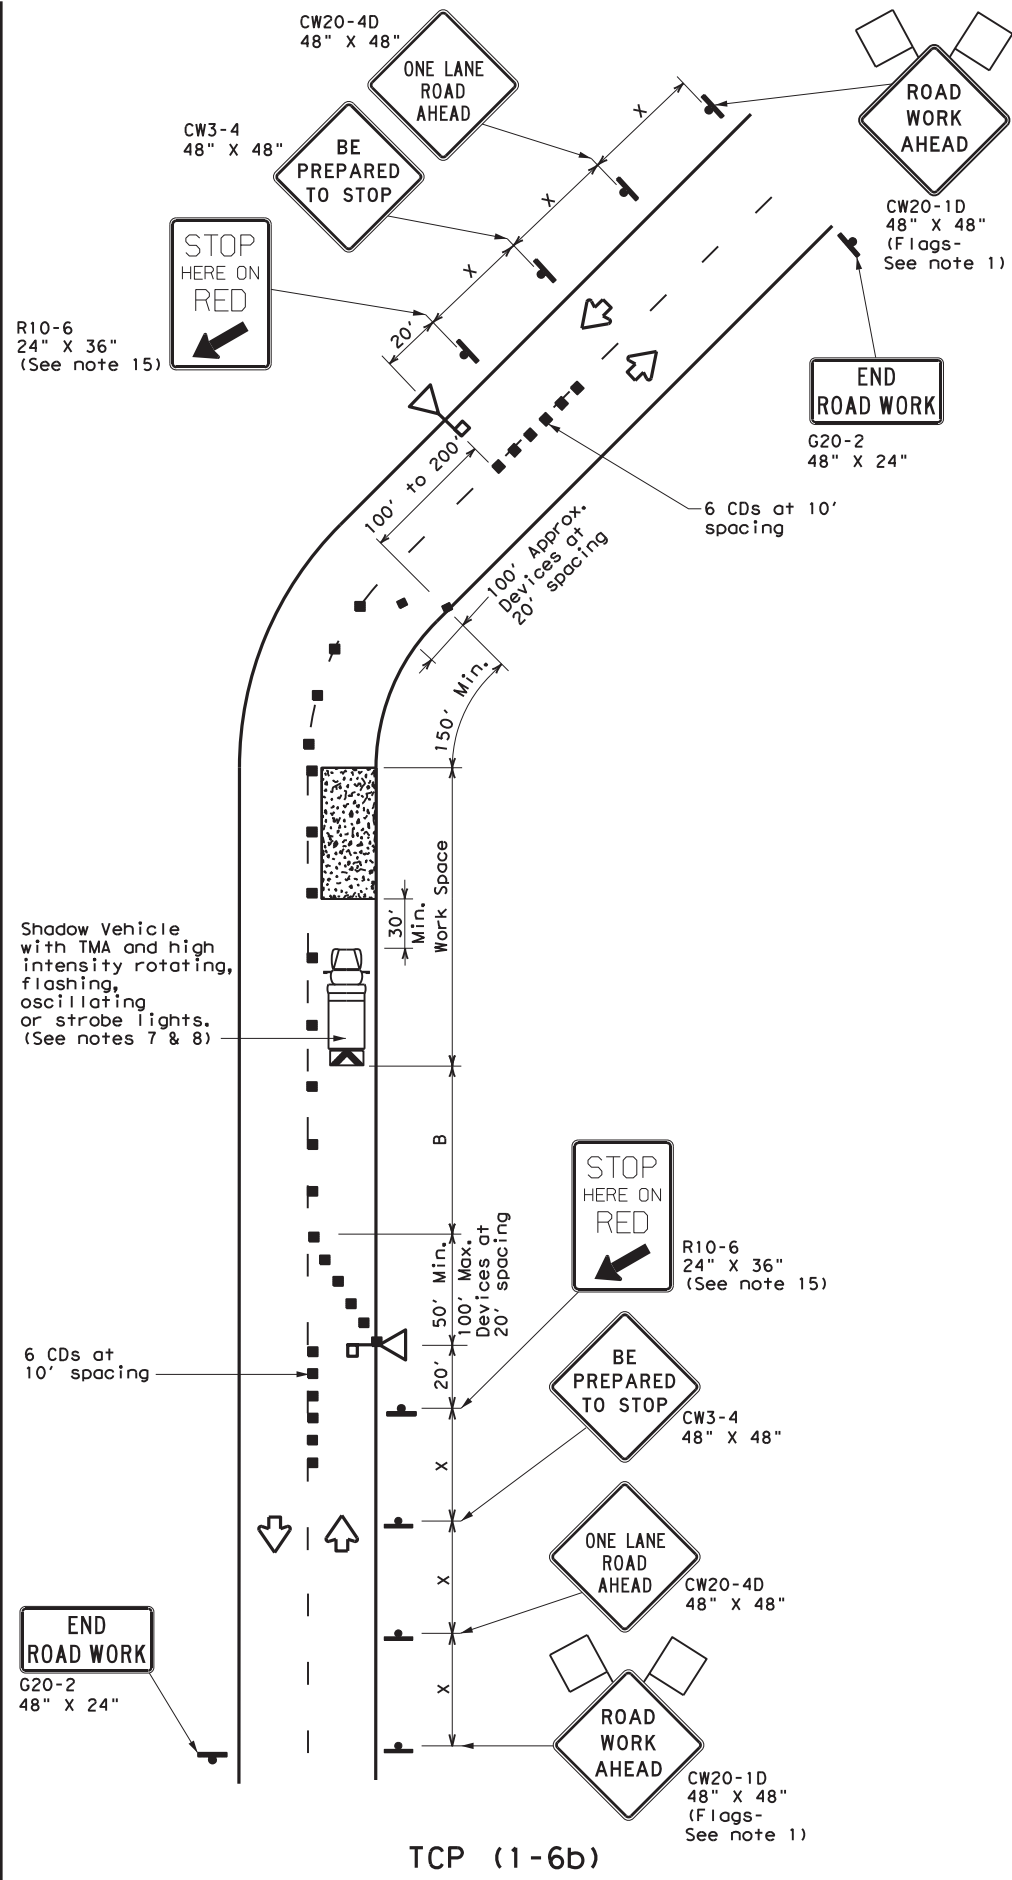 CW20-4D
48" X 48"
ONE LANE
ROAD
AHEAD
ROAD
WORK
AHEAD
CW20-1D
48" X 48"
(Flags-
See note 1)
CW3-4
48" X 48"
BE
PREPARED
TO STOP
X
X
X
20'
STOP
HERE ON
RED
R10-6
24" X 36"
(See note 15)
END
ROAD WORK
G20-2
48" X 24"
100' to 200'
6 CDs at 10'
spacing
100' Approx.
Devices at
20' spacing
150' Min.
Work Space
30'
Min.
Shadow Vehicle
with TMA and high
intensity rotating,
flashing,
oscillating
or strobe lights.
(See notes 7 & 8)
B
STOP
HERE ON
RED
R10-6
24" X 36"
(See note 15)
50' Min.
100' Max.
Devices at
20' spacing
6 CDs at
10' spacing
20'
BE
PREPARED
TO STOP
CW3-4
48" X 48"
X
X
X
ONE LANE
ROAD
AHEAD
CW20-4D
48" X 48"
END
ROAD WORK
G20-2
48" X 24"
ROAD
WORK
AHEAD
CW20-1D
48" X 48"
(Flags-
See note 1)
TCP (1-6b)